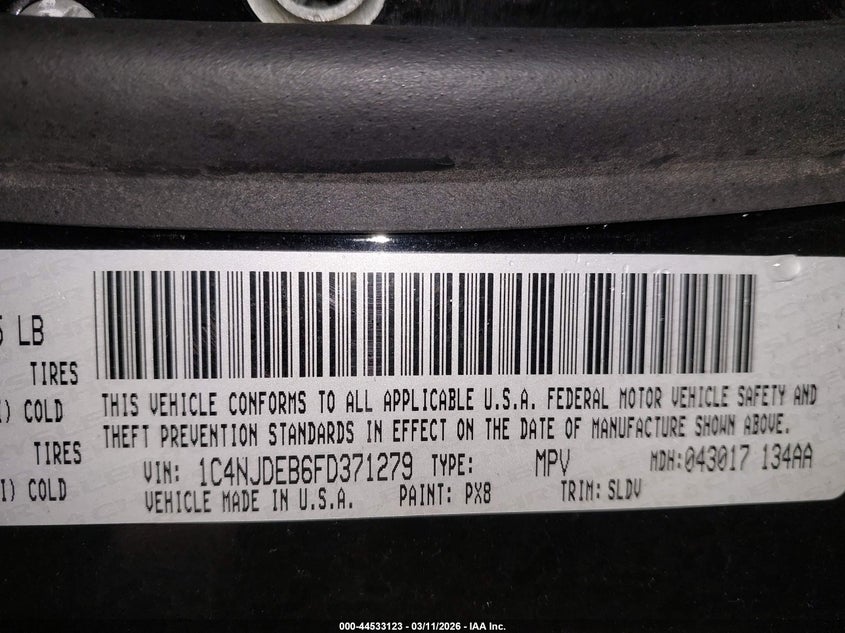 5 LB
TIRES
I) COLD
TIRES
I) COLD
THIS VEHICLE CONFORMS TO ALL APPLICABLE U.S.A. FEDERAL MOTOR VEHICLE SAFETY AND
THEFT PREVENTION STANDARDS IN EFFECT ON THE DATE OF MANUFACTURE SHOWN ABOVE.
VIN: 1C4NJDEB6FD371279 TYPE: MPV MDH:043017 134AA
VEHICLE MADE IN U.S.A. PAINT: PX8 TRIM: SLDV
000-44533123 - 03/11/2026 - IAA Inc.